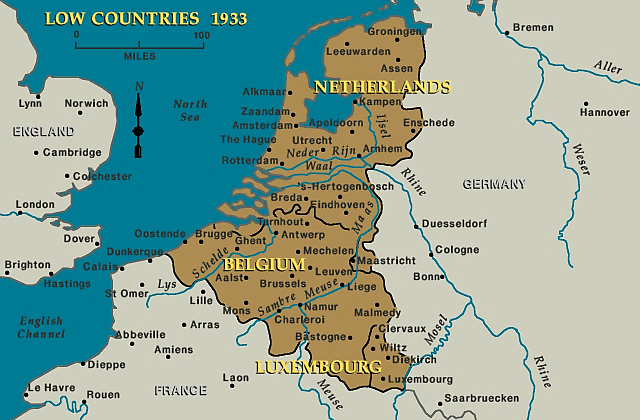 LOW COUNTRIES 1933
0 100
MILES
N
North
Sea
Groningen
Leeuwarden
Assen
Bremen
Aller
Alkmaar
NETHERLANDS
Kampen
Lynn
Norwich
Zaandam
Amsterdam
Apeldoorn
Ijsel
Enschede
Hannover
ENGLAND
The Hague
Utrecht
Cambridge
Rotterdam
Neder Rijn
Arnhem
Waal
Weser
Colchester
's-Hertogenbosch
Rhine
GERMANY
London
Breda
Eindhoven
Maas
Turnhout
Duesseldorf
Dover
Oostende
Brugge
Ghent
Antwerp
Dunkerque
Mechelen
Cologne
Brighton
Calais
Schelde
BELGIUM
Maastricht
Hastings
Aalst
Leuven
Bonn
St Omer
Lys
Brussels
Liege
Lille
Sambre
Meuse
English
Channel
Mons
Namur
Malmedy
Arras
Charleroi
Abbeville
Bastogne
Clervaux
Mosel
Amiens
Wiltz
Dieppe
LUXEMBOURG
Diekirch
Rhine
Laon
Luxembourg
Le Havre
FRANCE
Meuse
Rouen
Saarbruecken